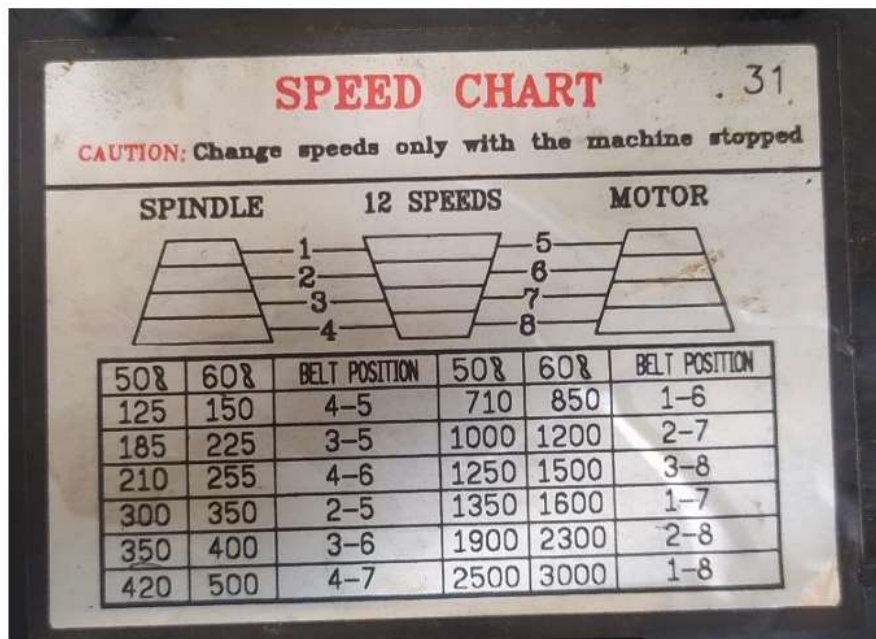 SPEED CHART . 31
CAUTION: Change speeds only with the machine stopped
SPINDLE 12 SPEEDS MOTOR
1 5
2 6
3 7
4 8
50 60 BELT POSITION 50 60 BELT POSITION
125 150 4-5 710 850 1-6
185 225 3-5 1000 1200 2-7
210 255 4-6 1250 1500 3-8
300 350 2-5 1350 1600 1-7
350 400 3-6 1900 2300 2-8
420 500 4-7 2500 3000 1-8